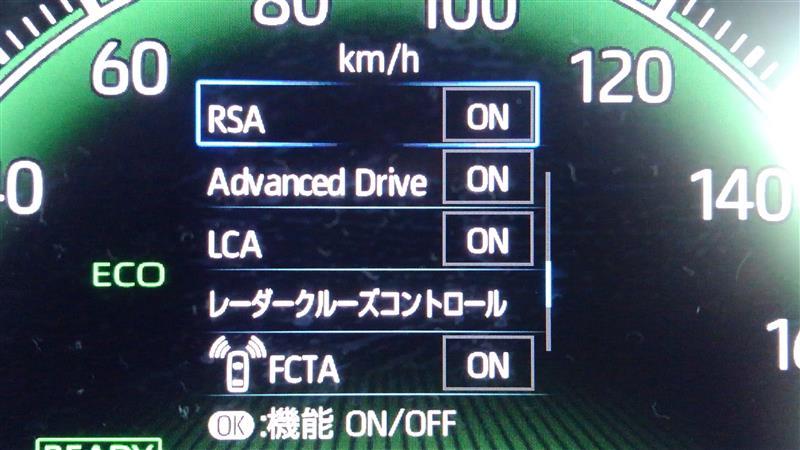 80
100
60
km/h
120
RSA
ON
Advanced Drive
ON
140
LCA
ON
ECO
レーダークルーズコントロール
FCTA
ON
OK:機能 ON/OFF
READY